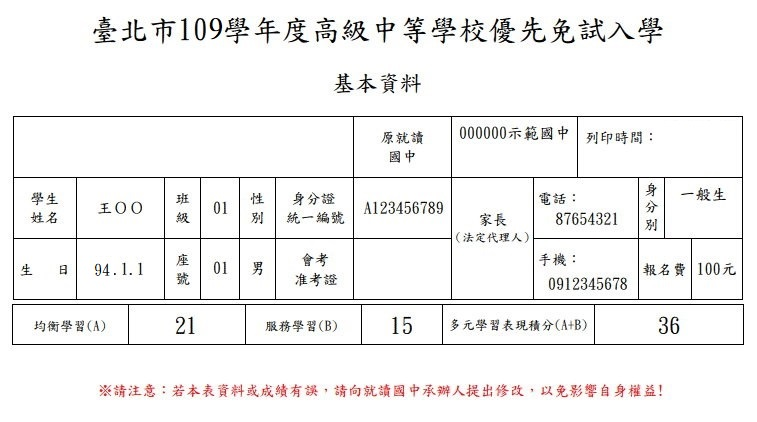 臺北市109學年度高級中等學校優先免試入學
基本資料
原就讀
國中
000000示範國中
列印時間：
學生
姓名
王〇〇
班
級
01
性
別
身分證
統一編號
A123456789
家長
(法定代理人)
電話：
87654321
身
分
別
一般生
生 日
94.1.1
座
號
01
男
會考
准考證
手機：
0912345678
報名費
100元
均衡學習(A)
21
服務學習(B)
15
多元學習表現積分(A+B)
36
※請注意：若本表資料或成績有誤，請向就讀國中承辦人提出修改，以免影響自身權益!